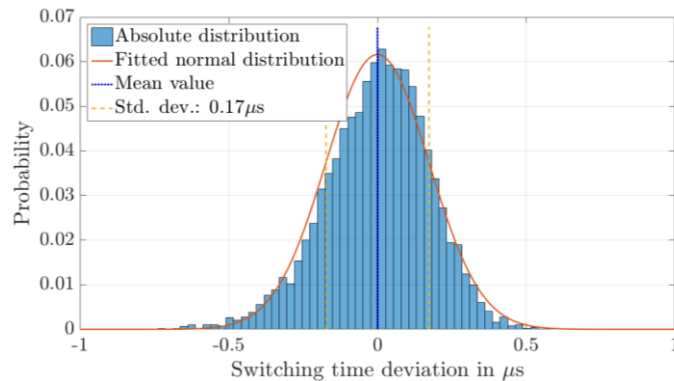 0.07
0.06
0.05
0.04
0.03
0.02
0.01
0
Probability
Absolute distribution
Fitted normal distribution
Mean value
Std. dev.: 0.17μs
-1
-0.5
0
0.5
1
Switching time deviation in μs